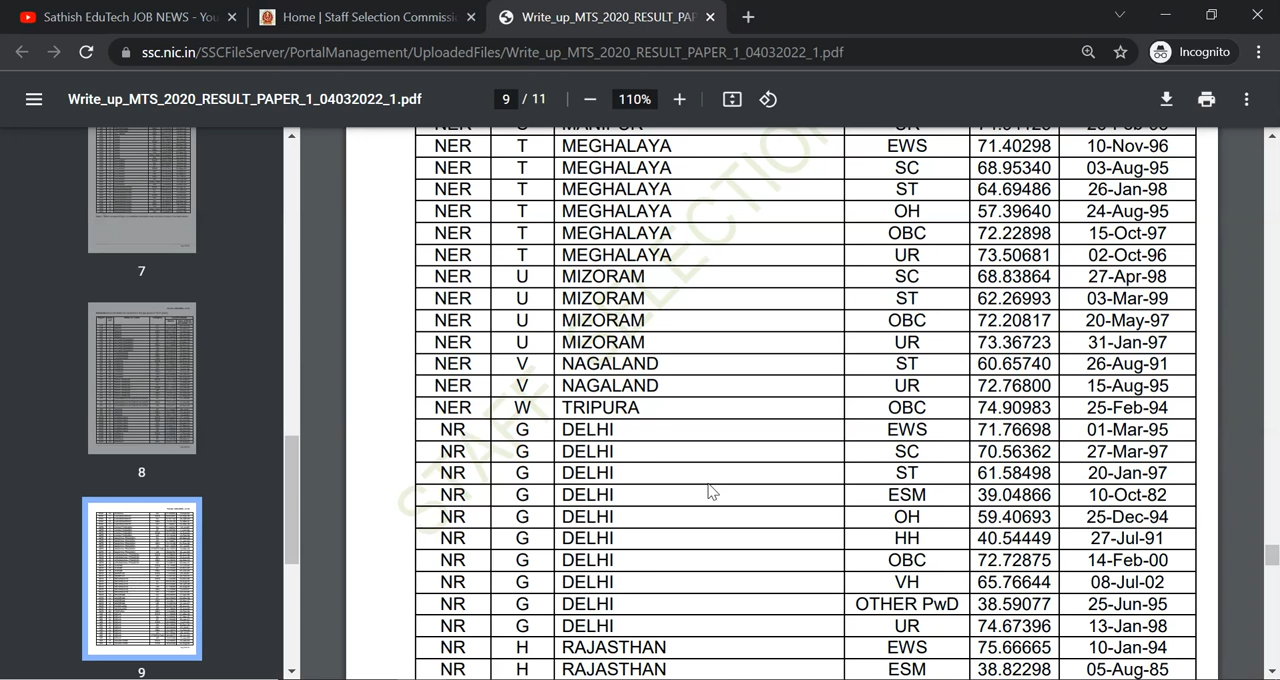 Sathish EduTech JOB NEWS - You
Home | Staff Selection Commissi
Write_up_MTS_2020_RESULT_PAP
ssc.nic.in/SSCFileServer/PortalManagement/UploadedFiles/Write_up_MTS_2020_RESULT_PAPER_1_04032022_1.pdf
Incognito
Write_up_MTS_2020_RESULT_PAPER_1_04032022_1.pdf
9 / 11
110%
7
8
9
STAFF SELECTION
NER T MEGHALAYA EWS 71.40298 10-Nov-96
NER T MEGHALAYA SC 68.95340 03-Aug-95
NER T MEGHALAYA ST 64.69486 26-Jan-98
NER T MEGHALAYA OH 57.39640 24-Aug-95
NER T MEGHALAYA OBC 72.22898 15-Oct-97
NER T MEGHALAYA UR 73.50681 02-Oct-96
NER U MIZORAM SC 68.83864 27-Apr-98
NER U MIZORAM ST 62.26993 03-Mar-99
NER U MIZORAM OBC 72.20817 20-May-97
NER U MIZORAM UR 73.36723 31-Jan-97
NER V NAGALAND ST 60.65740 26-Aug-91
NER V NAGALAND UR 72.76800 15-Aug-95
NER W TRIPURA OBC 74.90983 25-Feb-94
NR G DELHI EWS 71.76698 01-Mar-95
NR G DELHI SC 70.56362 27-Mar-97
NR G DELHI ST 61.58498 20-Jan-97
NR G DELHI ESM 39.04866 10-Oct-82
NR G DELHI OH 59.40693 25-Dec-94
NR G DELHI HH 40.54449 27-Jul-91
NR G DELHI OBC 72.72875 14-Feb-00
NR G DELHI VH 65.76644 08-Jul-02
NR G DELHI OTHER PwD 38.59077 25-Jun-95
NR G DELHI UR 74.67396 13-Jan-98
NR H RAJASTHAN EWS 75.66665 10-Jan-94
NR H RAJASTHAN ESM 38.82298 05-Aug-85